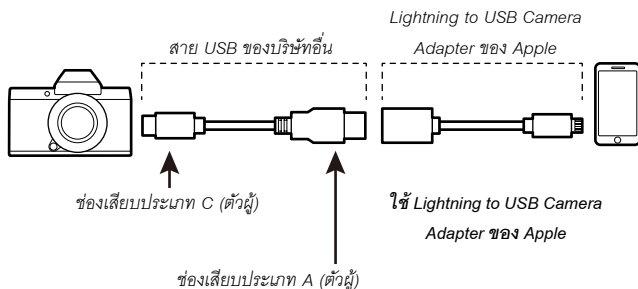 สาย USB ของบริษัทอื่น
Lightning to USB Camera
Adapter ของ Apple
ช่องเสียบประเภท C (ตัวผู้)
ใช้ Lightning to USB Camera
Adapter ของ Apple
ช่องเสียบประเภท A (ตัวผู้)